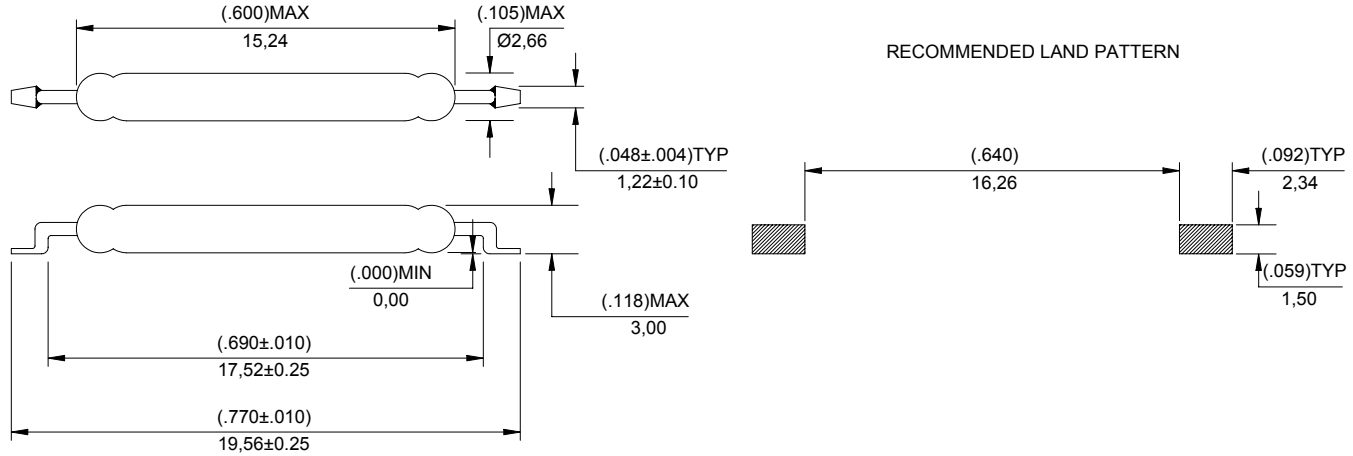 (.600)MAX
15,24
(.105)MAX
Ø2,66
RECOMMENDED LAND PATTERN
(.048±.004)TYP
1,22±0.10
(.640)
16,26
(.092)TYP
2,34
(.000)MIN
0,00
(.118)MAX
3,00
(.059)TYP
1,50
(.690±.010)
17,52±0.25
(.770±.010)
19,56±0.25